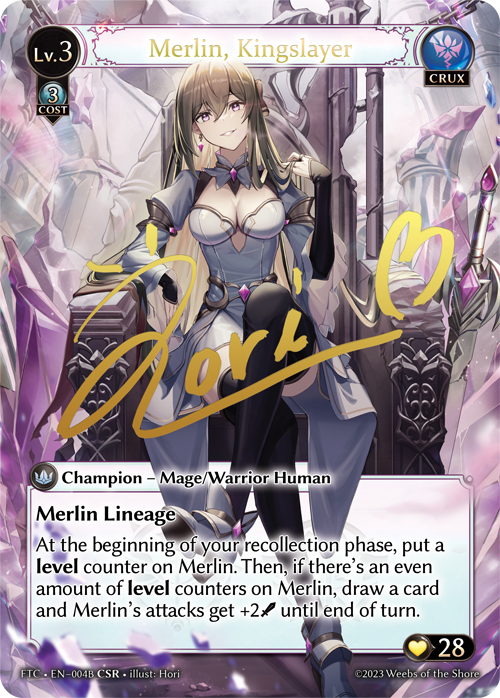 Lv.3
Merlin, Kingslayer
CRUX
3
COST
Hori
Champion – Mage/Warrior Human
Merlin Lineage
At the beginning of your recollection phase, put a
level counter on Merlin. Then, if there's an even
amount of level counters on Merlin, draw a card
and Merlin's attacks get +2 until end of turn.
28
FTC • EN–004B CSR • illust: Hori
©2023 Weebs of the Shore